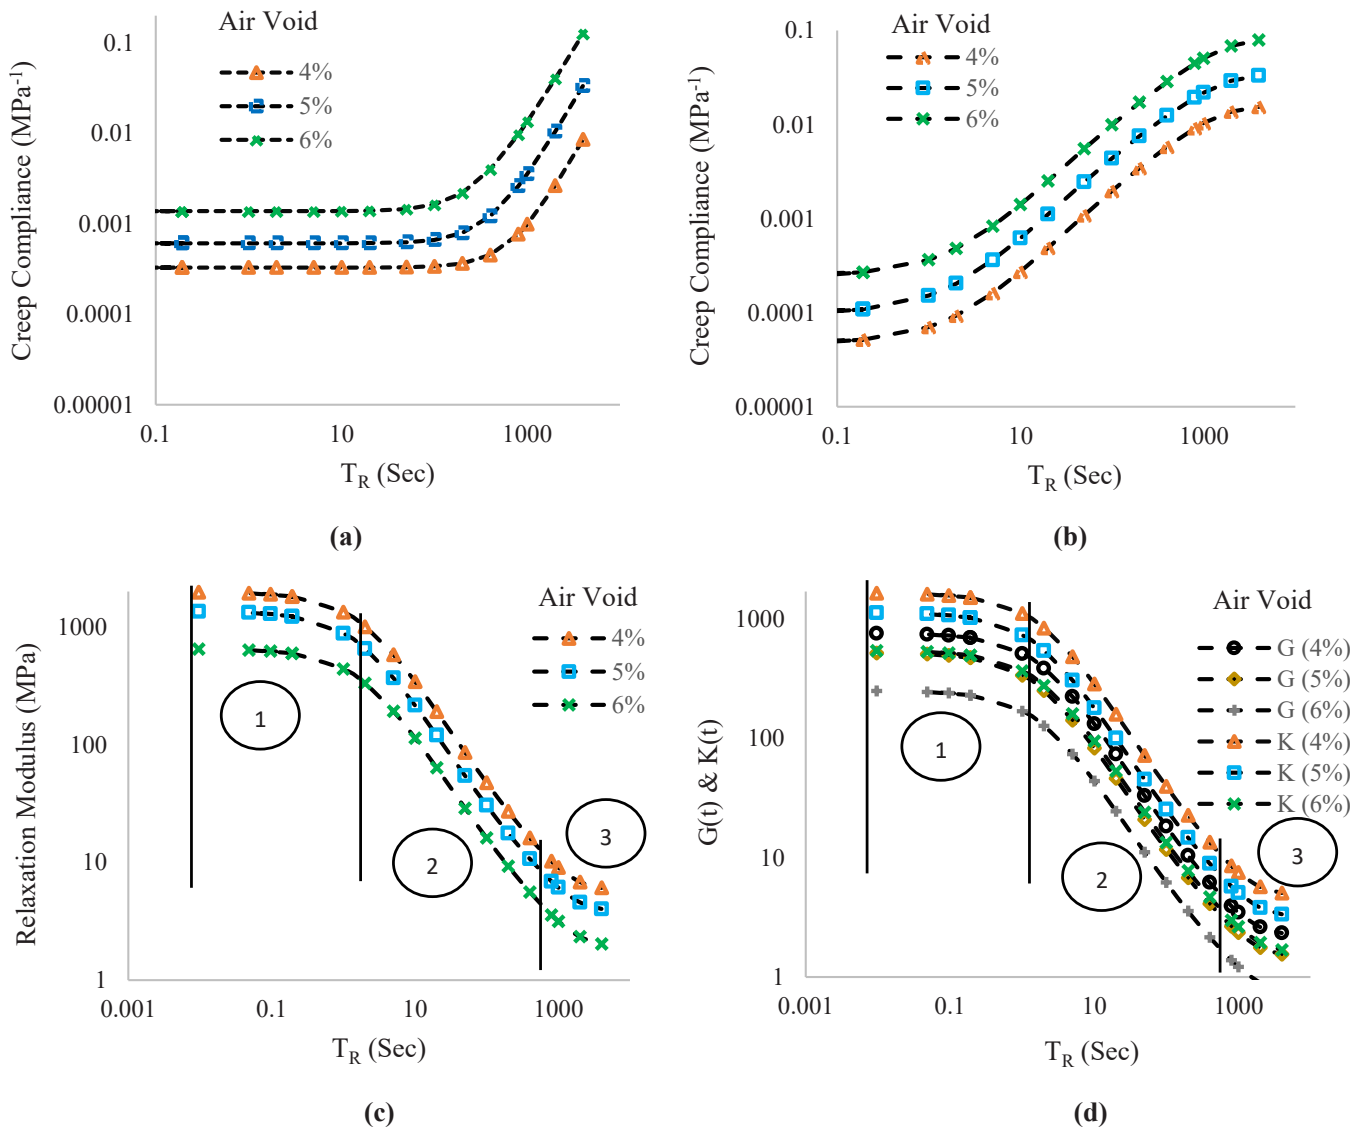 Air Void
4%
5%
6%
Creep Compliance (MPa-1)
0.1
0.01
0.001
0.0001
0.00001
0.1 10 1000
TR (Sec)
(a)
Air Void
4%
5%
6%
Creep Compliance (MPa-1)
0.1
0.01
0.001
0.0001
0.00001
0.1 10 1000
TR (Sec)
(b)
Air Void
4%
5%
6%
Relaxation Modulus (MPa)
1000
100
10
1
1
2
3
0.001 0.1 10 1000
TR (Sec)
(c)
Air Void
G (4%)
G (5%)
G (6%)
K (4%)
K (5%)
K (6%)
G(t) & K(t)
1000
100
10
1
1
2
3
0.001 0.1 10 1000
TR (Sec)
(d)